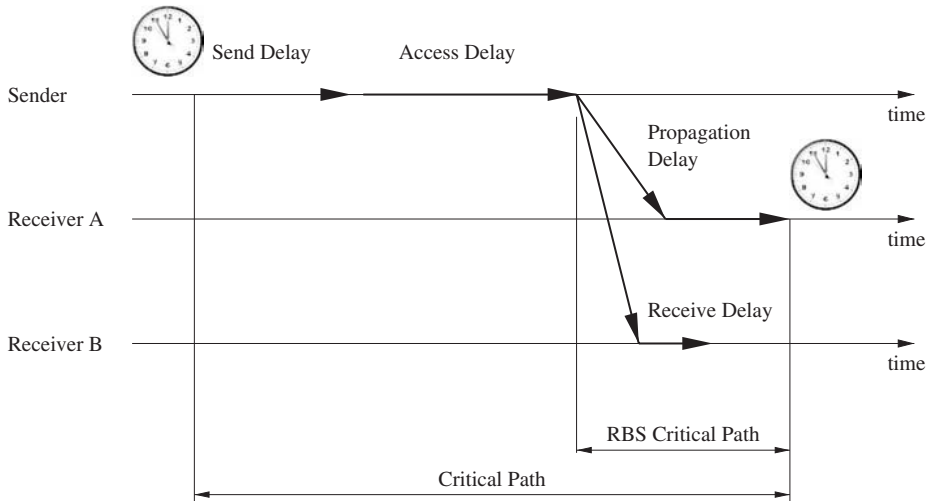 Send Delay
Access Delay
Sender
time
Propagation
Delay
Receiver A
time
Receive Delay
Receiver B
time
RBS Critical Path
Critical Path